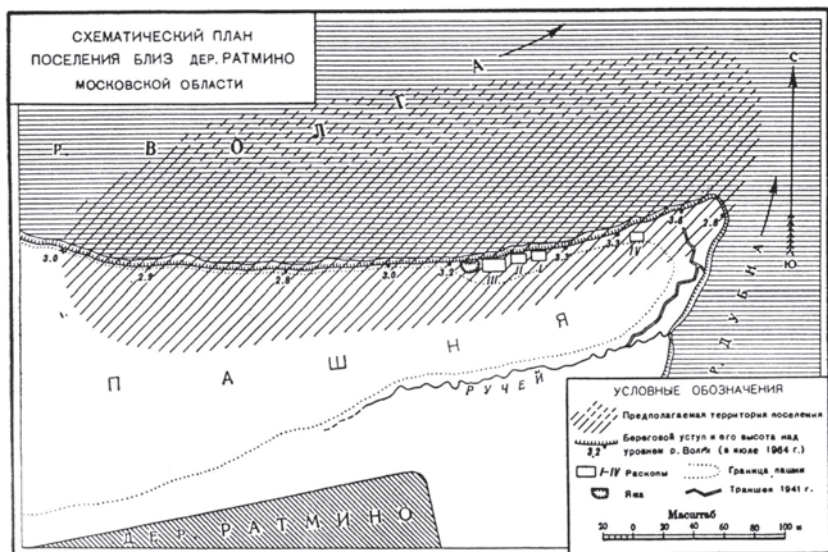 СХЕМАТИЧЕСКИЙ ПЛАН
ПОСЕЛЕНИЯ БЛИЗ ДЕР. РАТМИНО
МОСКОВСКОЙ ОБЛАСТИ
р. В О Л Г А
С
Ю
3.0
2.9
2.8
3.0
3.2
3.3
3.3
3.6
2.8
III
II
I
IV
П А Ш Н Я
РУЧЕЙ
Р. ДУБНА
ДЕР. РАТМИНО
УСЛОВНЫЕ ОБОЗНАЧЕНИЯ
Предполагаемая территория поселения
3,2 Береговой уступ и его высота над
уровнем р. Волги (в июле 1964 г.)
I-IV Раскопы
Граница пашни
Яма
Траншея 1941 г.
Масштаб
20 0 20 40 60 80 100 м